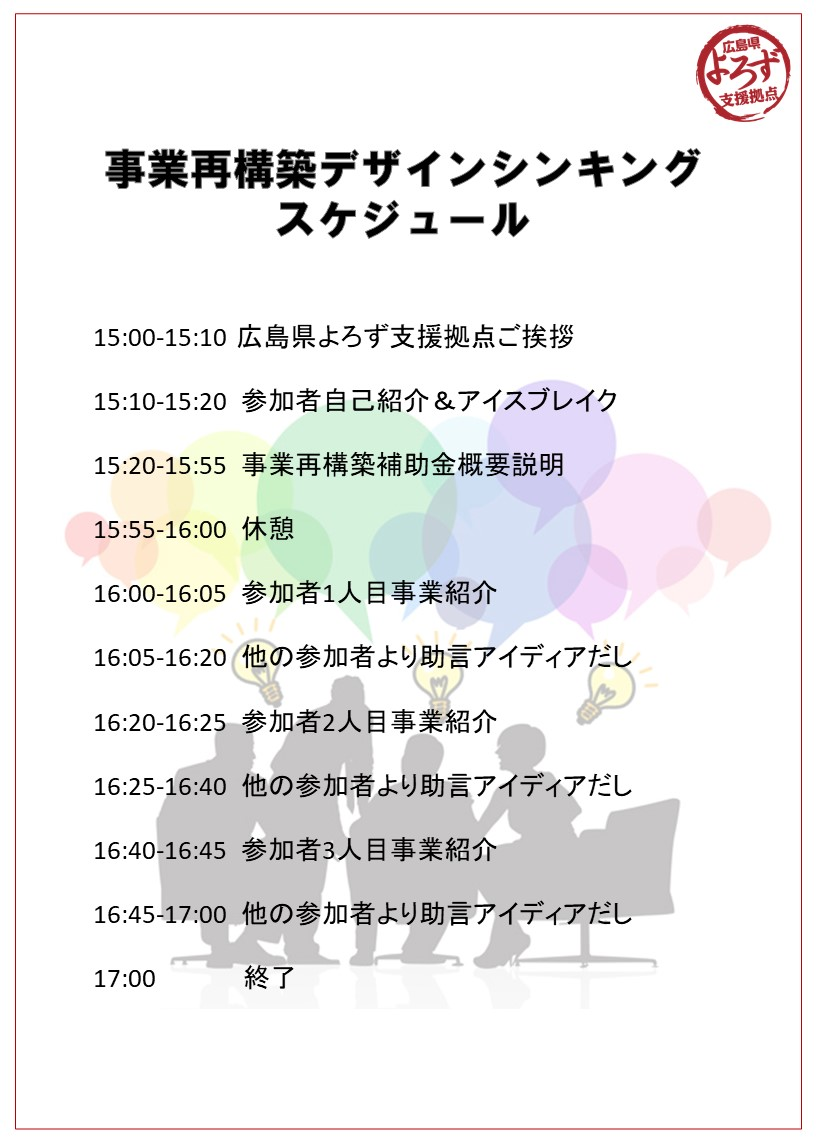 広島県
よろず
支援拠点
事業再構築デザインシンキング
スケジュール
15:00-15:10 広島県よろず支援拠点ご挨拶
15:10-15:20 参加者自己紹介＆アイスブレイク
15:20-15:55 事業再構築補助金概要説明
15:55-16:00 休憩
16:00-16:05 参加者1人目事業紹介
16:05-16:20 他の参加者より助言アイディアだし
16:20-16:25 参加者2人目事業紹介
16:25-16:40 他の参加者より助言アイディアだし
16:40-16:45 参加者3人目事業紹介
16:45-17:00 他の参加者より助言アイディアだし
17:00 終了